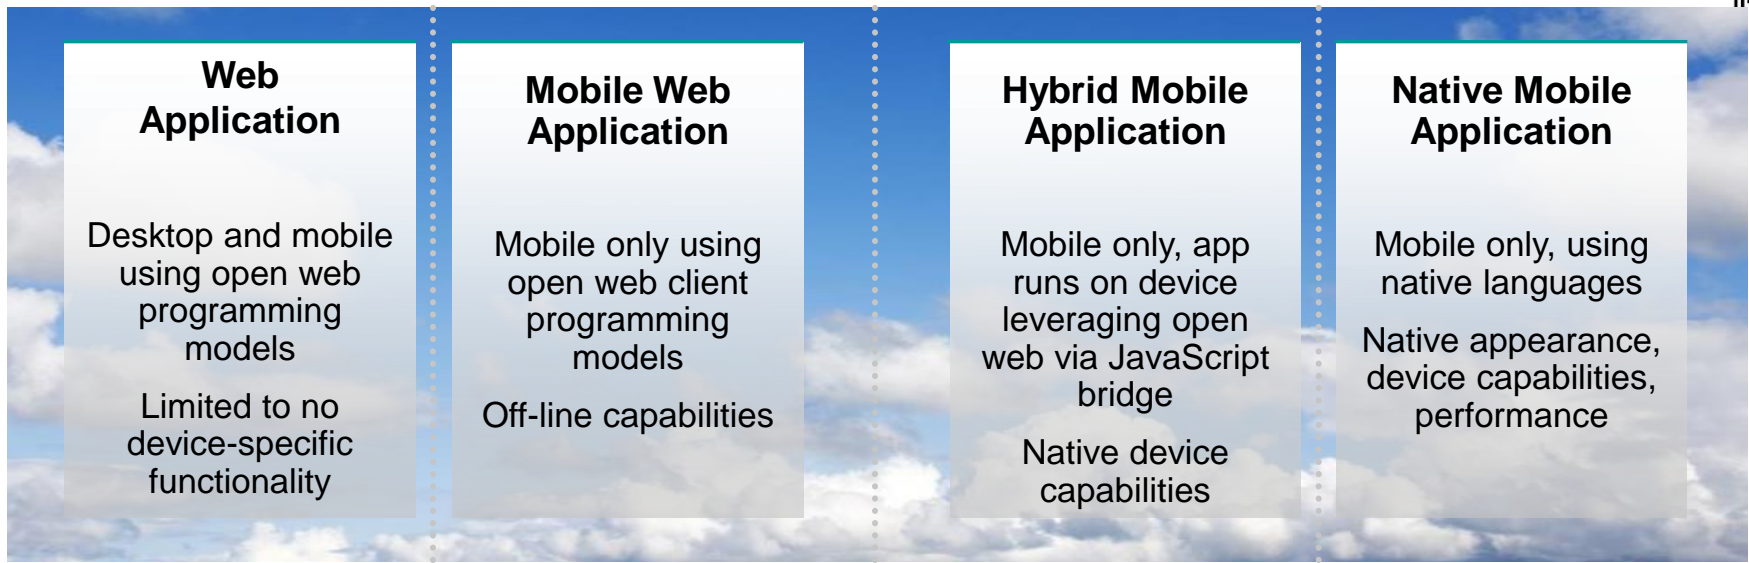 Web
Application
Desktop and mobile
using open web
programming
models
Limited to no
device-specific
functionality
Mobile Web
Application
Mobile only using
open web client
programming
models
Off-line capabilities
Hybrid Mobile
Application
Mobile only, app
runs on device
leveraging open
web via JavaScript
bridge
Native device
capabilities
Native Mobile
Application
Mobile only, using
native languages
Native appearance,
device capabilities,
performance